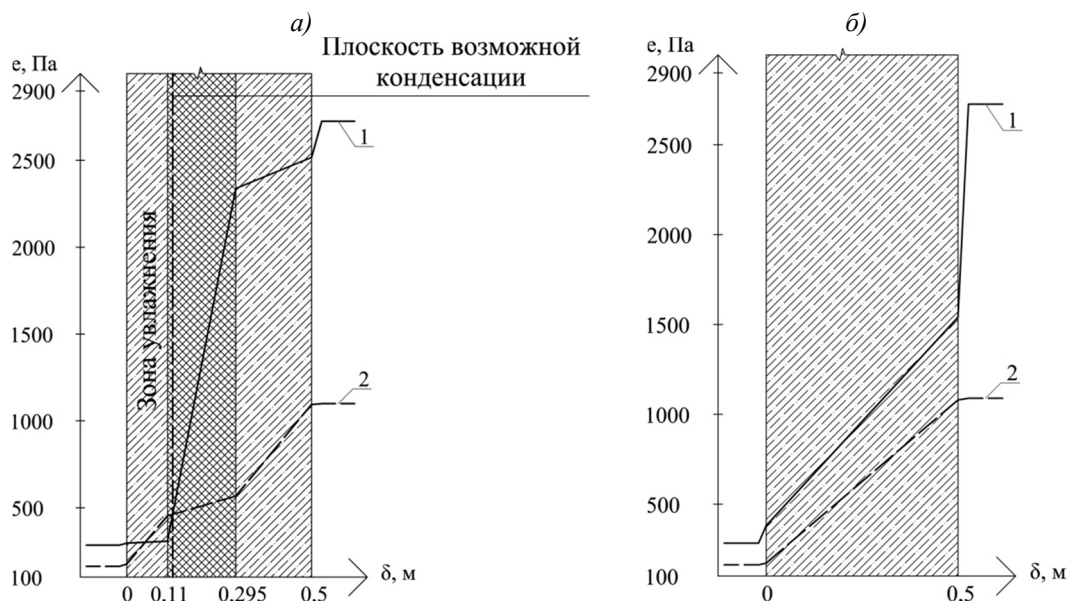 а)
Плоскость возможной
конденсации
е, Па
2900
2500
2000
1500
1000
500
100
Зона увлажнения
1
2
0
0,11
0,295
0,5
δ, м
б)
е, Па
2900
2500
2000
1500
1000
500
100
1
2
0
0,5
δ, м